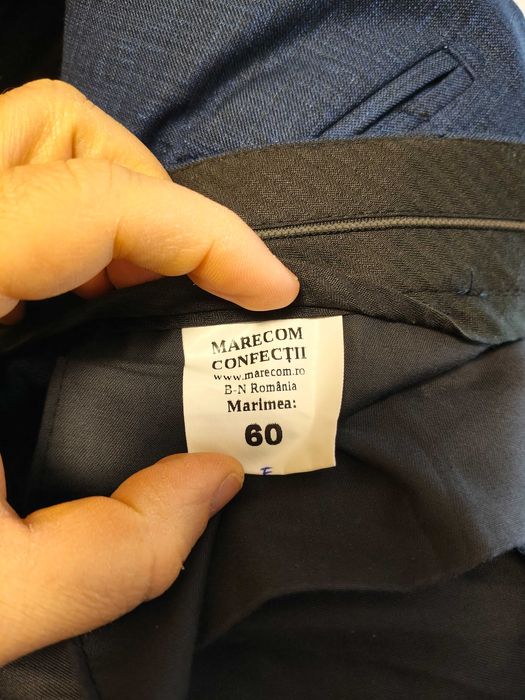 MARECOM
CONFECȚII
www.marecom.ro
B-N România
Marimea:
60